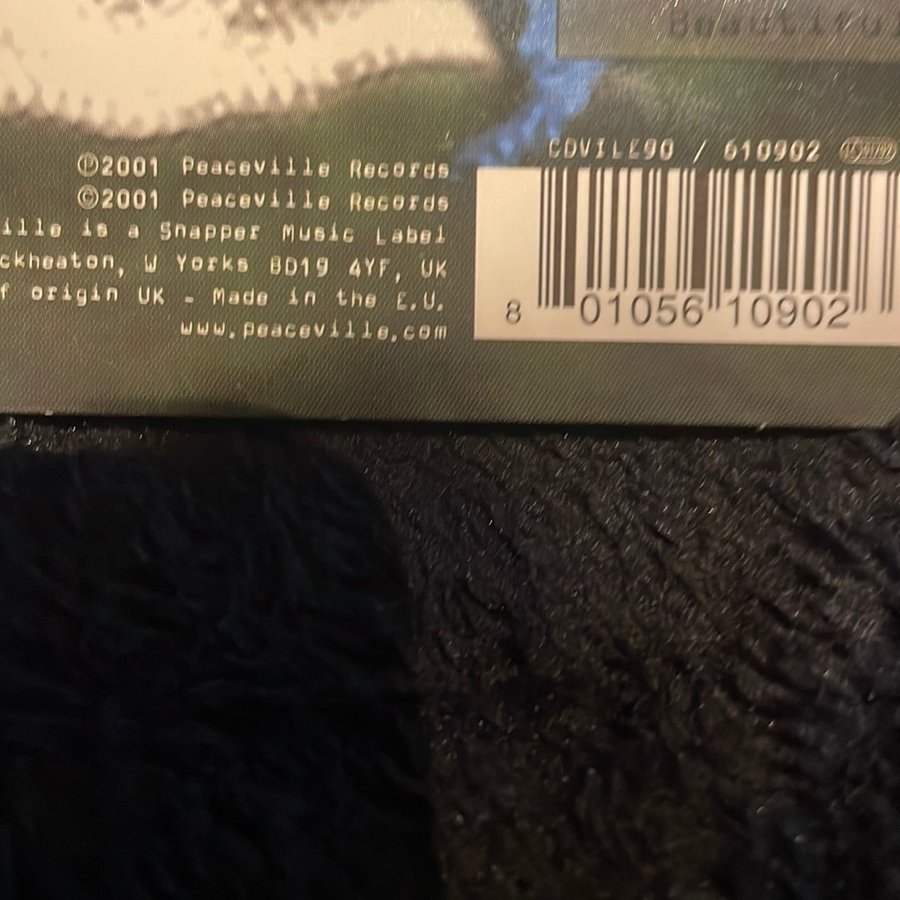 Beautiful
CDVILE90 / 610902
℗2001 Peaceville Records
©2001 Peaceville Records
ille is a Snapper Music Label
ckheaton, W Yorks BD19 4YF, UK
f origin UK - Made in the E.U.
www.peaceville.com
8 01056 10902